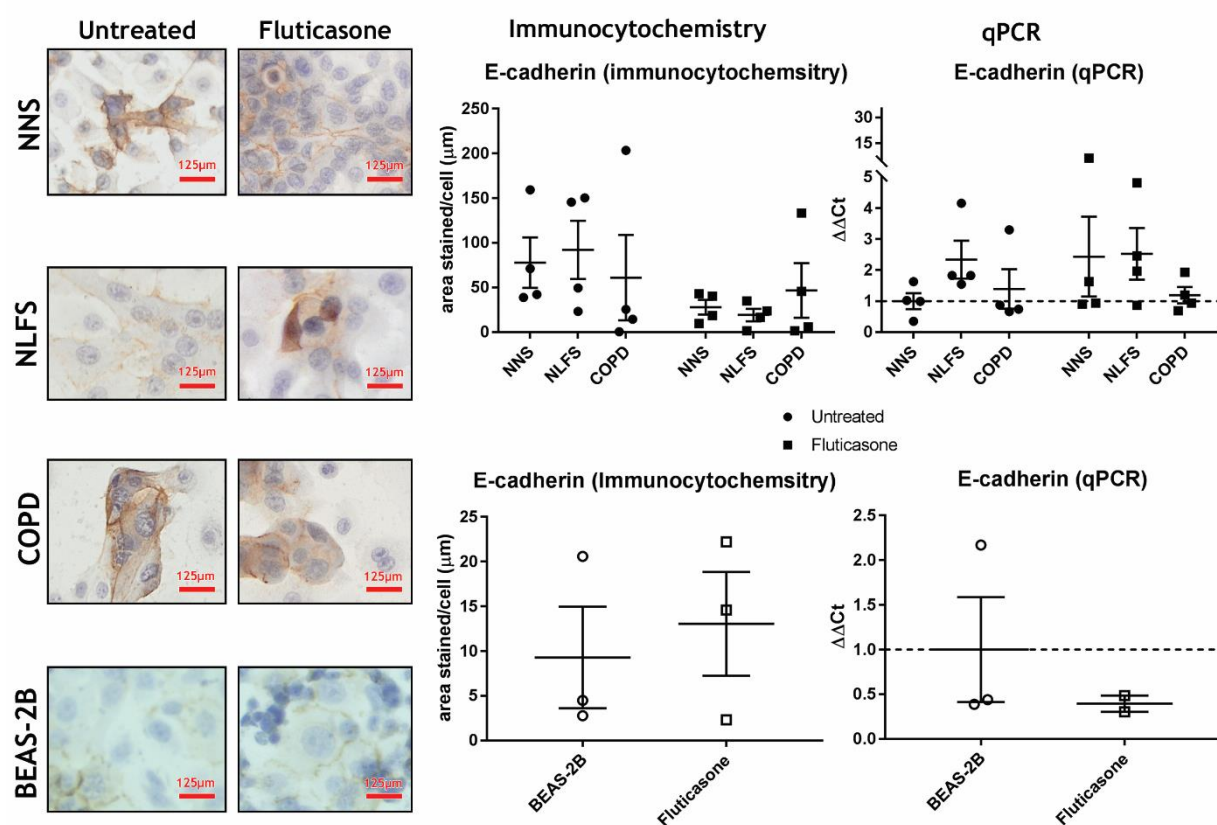 Untreated Fluticasone
NNS
125µm 125µm
NLFS
125µm 125µm
COPD
125µm 125µm
BEAS-2B
125µm 125µm
Immunocytochemistry
qPCR
E-cadherin (immunocytochemsitry)
area stained/cell (µm)
250
200
150
100
50
0
NNS NLFS COPD NNS NLFS COPD
E-cadherin (qPCR)
ΔΔCt
30
15
5
4
3
2
1
0
NNS NLFS COPD NNS NLFS COPD
Untreated
Fluticasone
E-cadherin (Immunocytochemsitry)
area stained/cell (µm)
25
20
15
10
5
0
BEAS-2B Fluticasone
E-cadherin (qPCR)
ΔΔCt
2.5
2.0
1.5
1.0
0.5
0.0
BEAS-2B Fluticasone